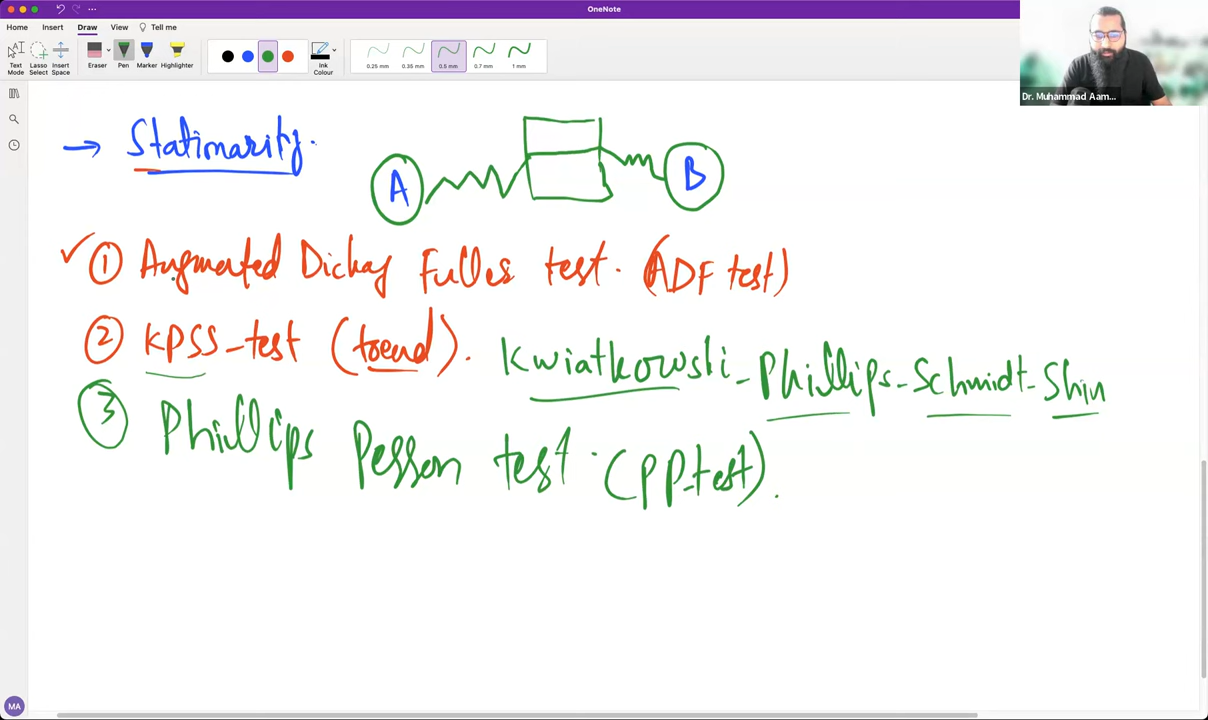 OneNote
Home Insert Draw View Tell me
Text Mode Lasso Select Insert Space Eraser Pen Marker Highlighter Ink Colour 0.25 mm 0.35 mm 0.5 mm 0.7 mm 1 mm
Dr. Muhammad Aam...
→ Stationarity.
A B
✓ ① Augmented Dickey Fuller test. (ADF test)
② KPSS-test (trend). Kwiatkowski-Phillips-Schmidt-Shin
③ Phillips Perron test. (PP-test).
MA